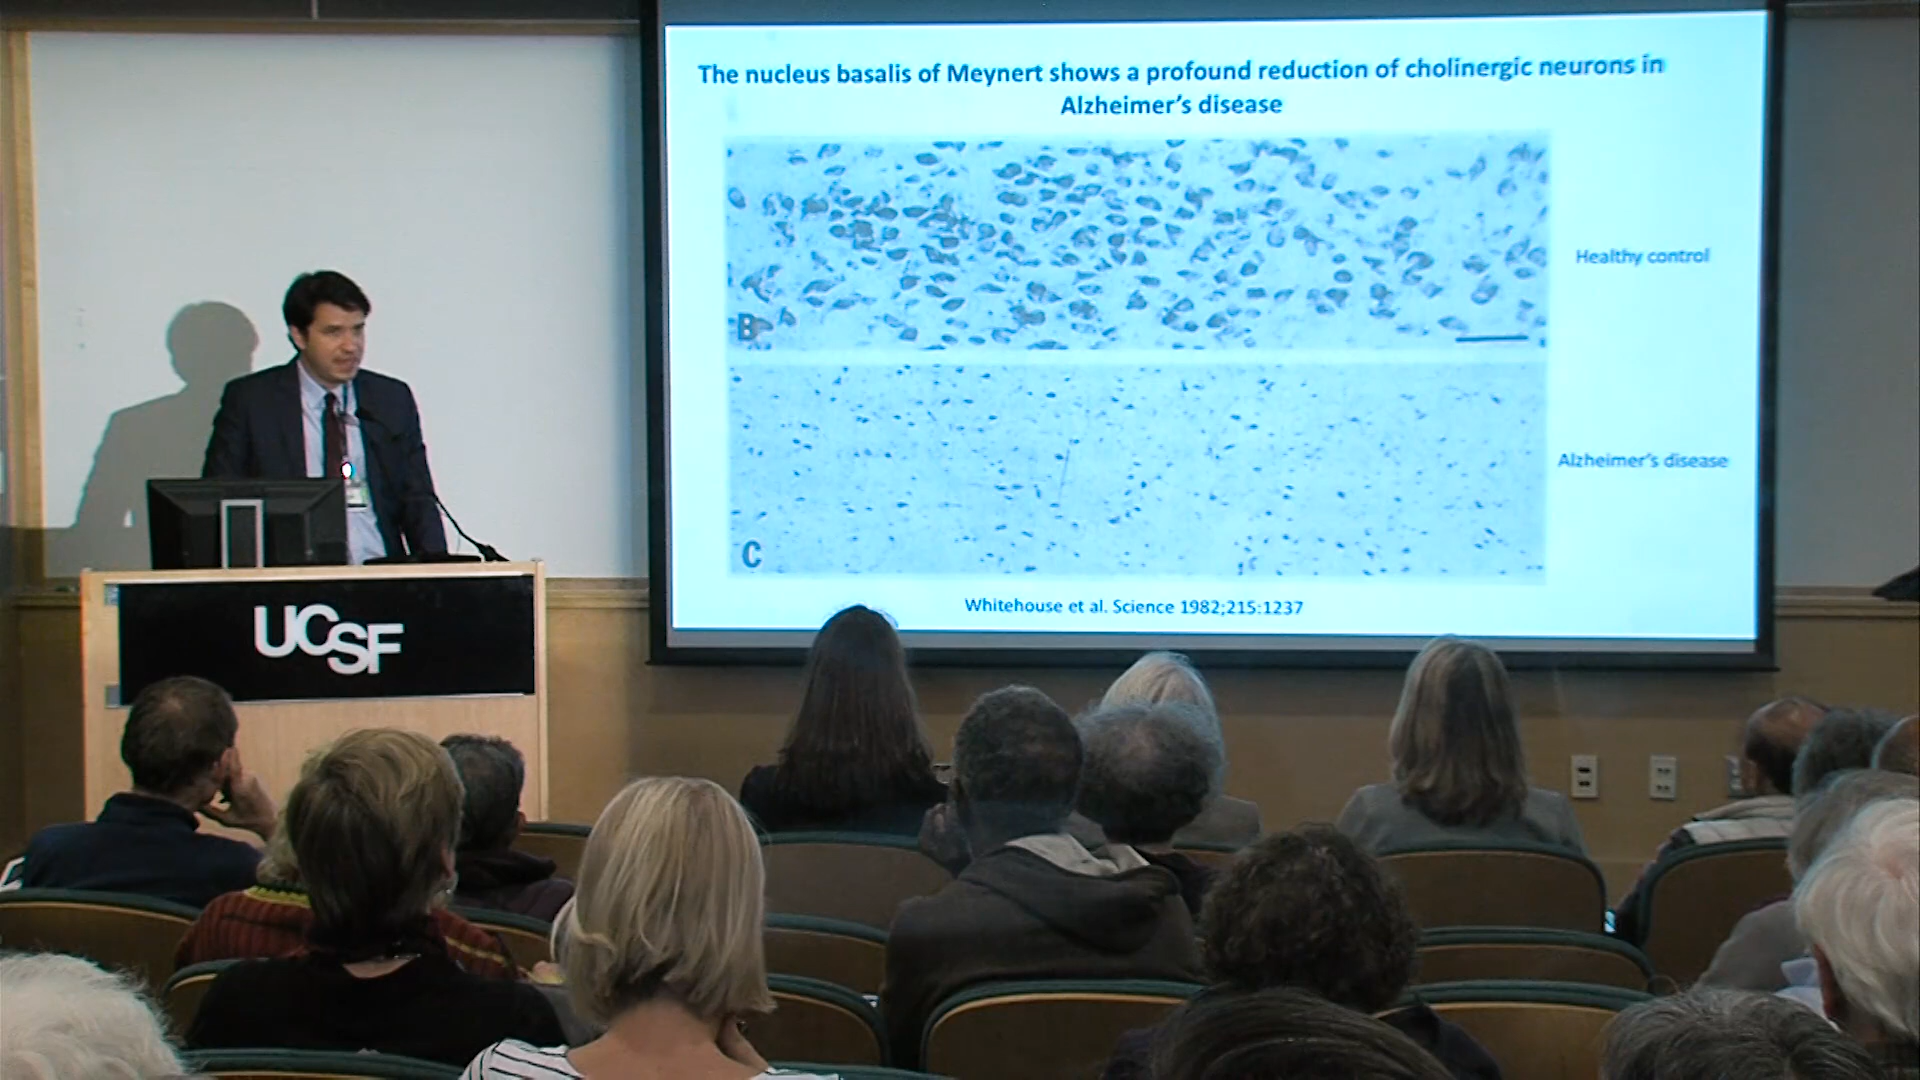 The nucleus basalis of Meynert shows a profound reduction of cholinergic neurons in
Alzheimer's disease
B
Healthy control
C
Alzheimer's disease
Whitehouse et al. Science 1982;215:1237
UCSF